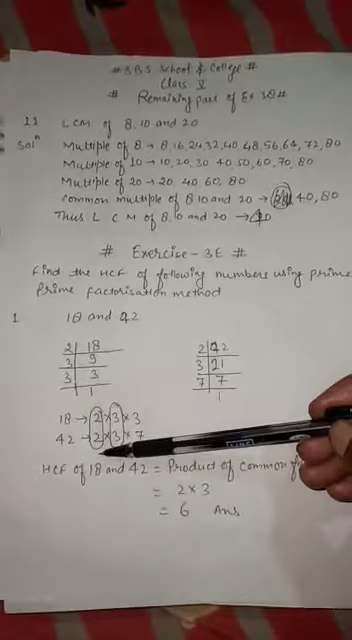 # S.B.S School & College #
Class V
# Remaining part of Ex 3D #
11 LCM of 8, 10 and 20
Solⁿ Multiple of 8 → 8, 16, 24, 32, 40, 48, 56, 64, 72, 80
Multiple of 10 → 10, 20, 30 40, 50, 60, 70, 80
Multiple of 20 → 20, 40, 60, 80
Common multiple of 8 10 and 20 → 40, 80
Thus L C M of 8, 10 and 20 → 40
# Exercise - 3E #
Find the HCF of following numbers using prime
prime factorisation method
1 18 and 42
2 18 2 42
3 9 3 21
3 3 7 7
1 1
18 → 2 × 3 × 3
42 → 2 × 3 × 7
HCF of 18 and 42 = Product of common
= 2 × 3
= 6 Ans